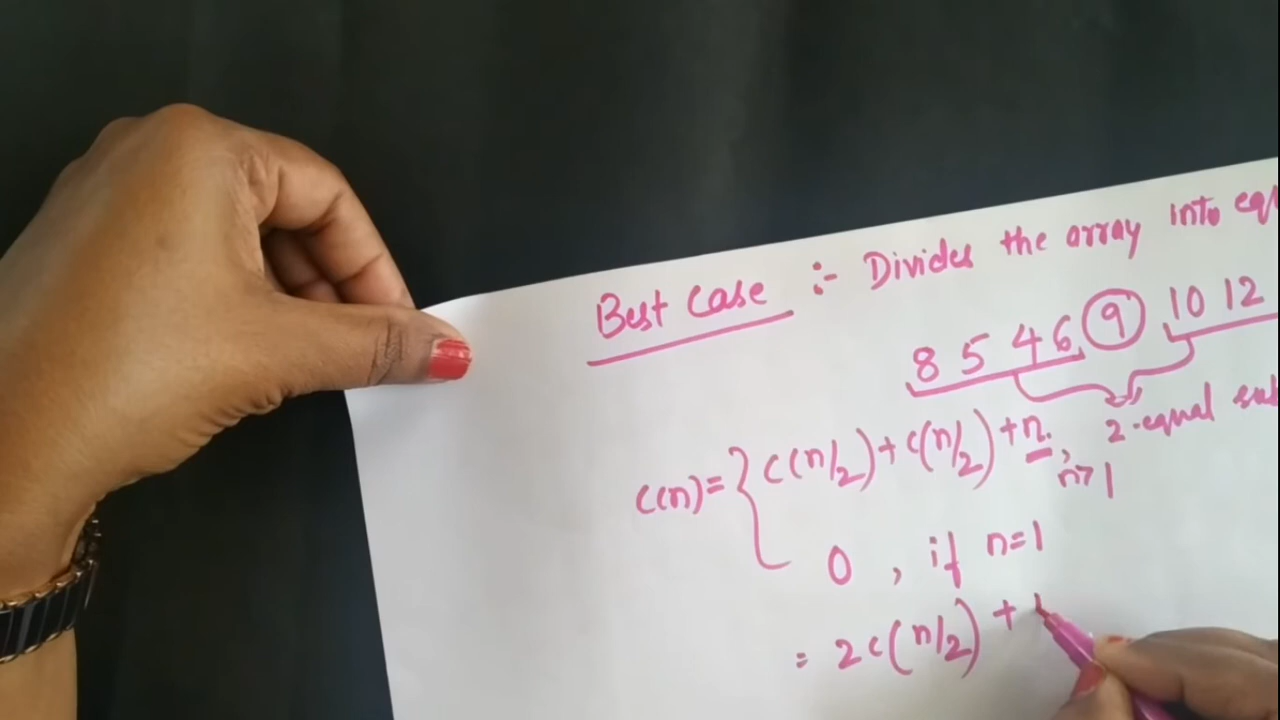 Best Case :- Divides the array into
8 5 4 6 9 10 12
2-equal
C(n)= { C(n/2)+c(n/2)+n, n>1
0 , if n=1
= 2c(n/2) +